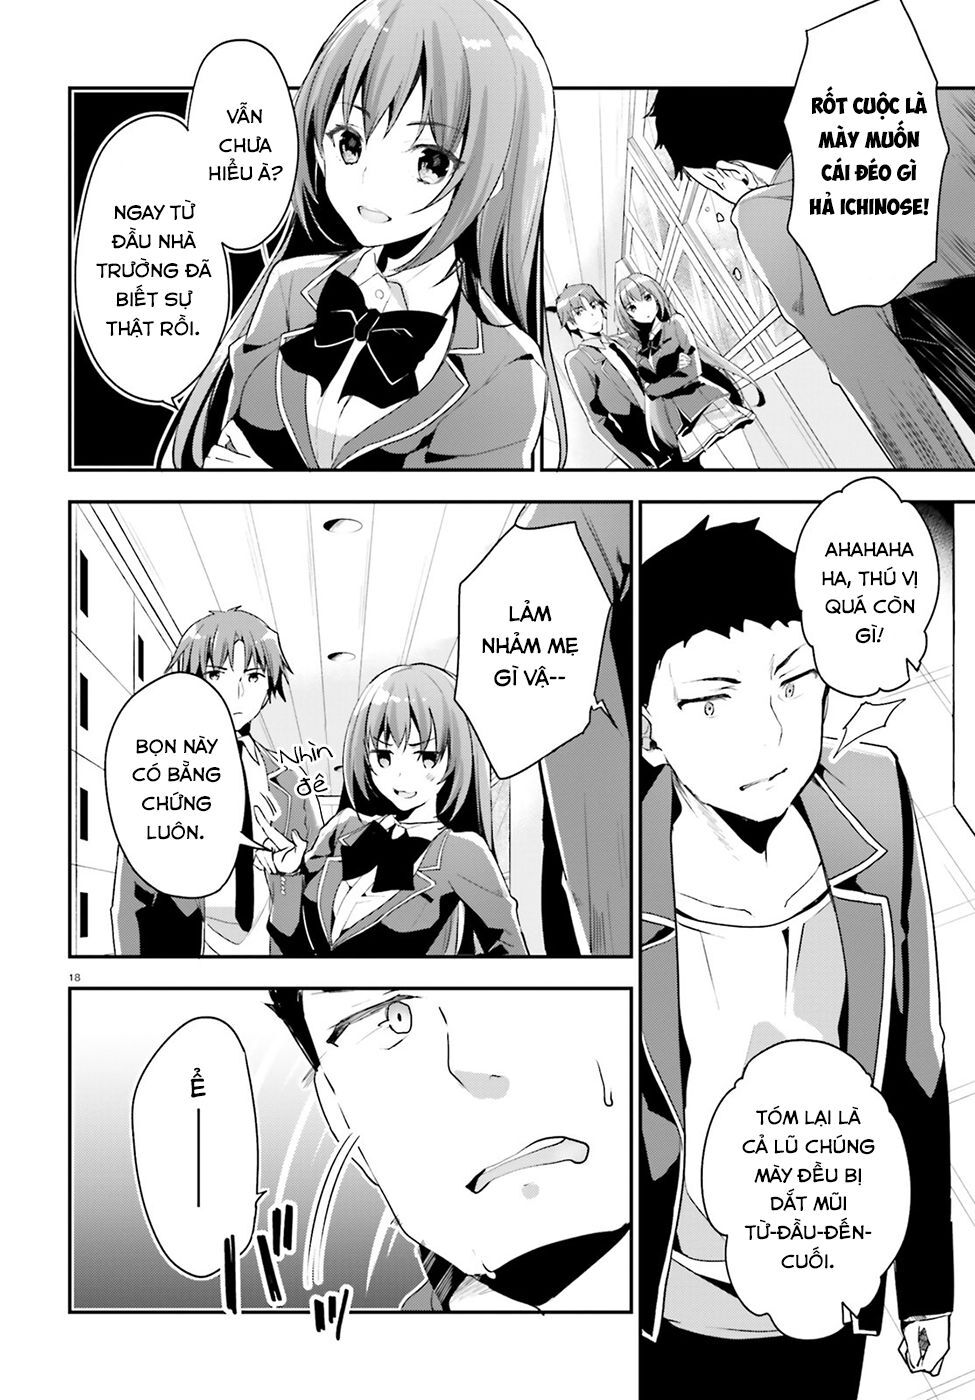 RỐT CUỘC LÀ
MÀY MUỐN
CÁI ĐÉO GÌ
HẢ ICHINOSE!
VẪN
CHƯA
HIỂU À?
NGAY TỪ
ĐẦU NHÀ
TRƯỜNG ĐÃ
BIẾT SỰ
THẬT RỒI.
AHAHAHA
HA, THÚ VỊ
QUÁ CÒN
GÌ!
TÓM LẠI LÀ
CẢ LŨ CHÚNG
MÀY ĐỀU BỊ
DẮT MŨI
TỪ-ĐẦU-ĐẾN-
CUỐI.
LẢM
NHẢM MẸ
GÌ VẬ--
Nhìn
đê
BỌN NÀY
CÓ BẰNG
CHỨNG
LUÔN.
18
Ể
—